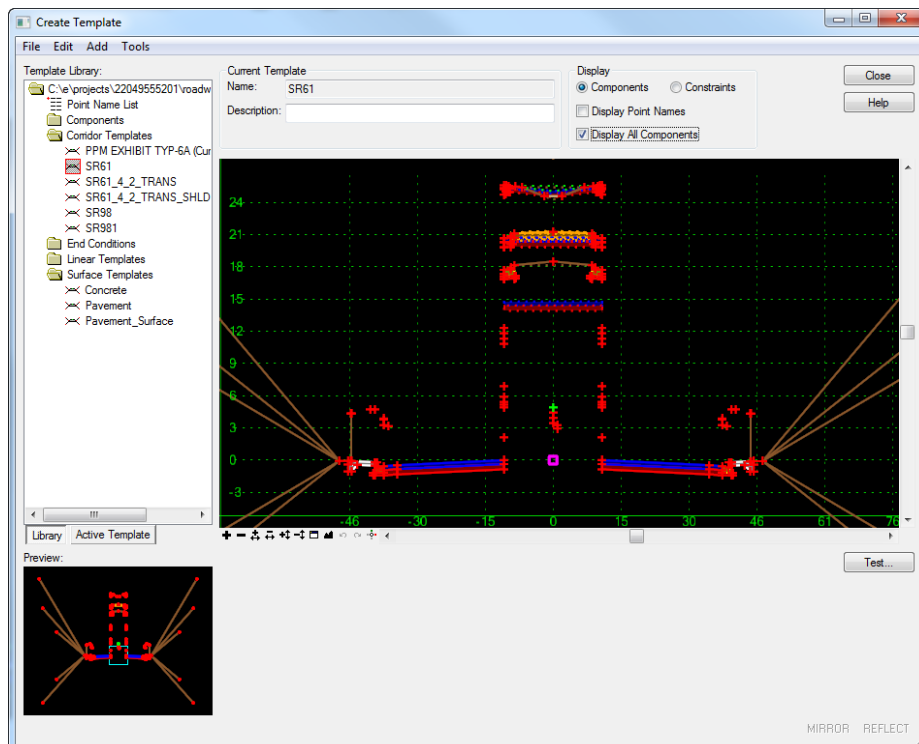 Create Template
File Edit Add Tools
Template Library:
C:\e\projects\22049555201\roadw
Point Name List
Components
Corridor Templates
PPM EXHIBIT TYP-6A (Cur
SR61
SR61_4_2_TRANS
SR61_4_2_TRANS_SHLD
SR98
SR981
End Conditions
Linear Templates
Surface Templates
Concrete
Pavement
Pavement_Surface
Library Active Template
Current Template
Name: SR61
Description:
Display
Components Constraints
Display Point Names
Display All Components
Close
Help
24
21
18
15
12
9
6
3
0
-3
-46 -30 -15 0 15 30 46 61 76
Test...
Preview:
MIRROR REFLECT